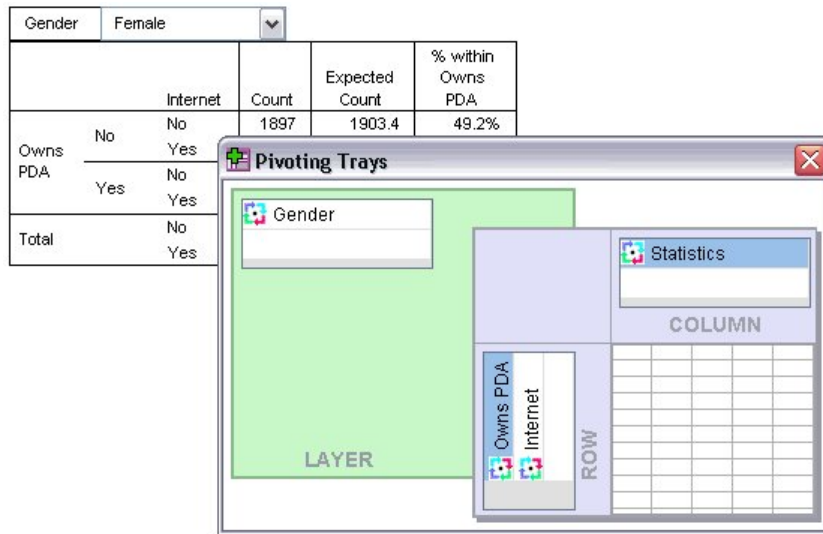 Gender Female
% within
Expected Owns
Internet Count Count PDA
No 1897 1903.4 49.2%
No
Yes
Owns
PDA
No
Yes
Yes
No
Total
Yes
Pivoting Trays
Gender
Statistics
COLUMN
Owns PDA
Internet
ROW
LAYER